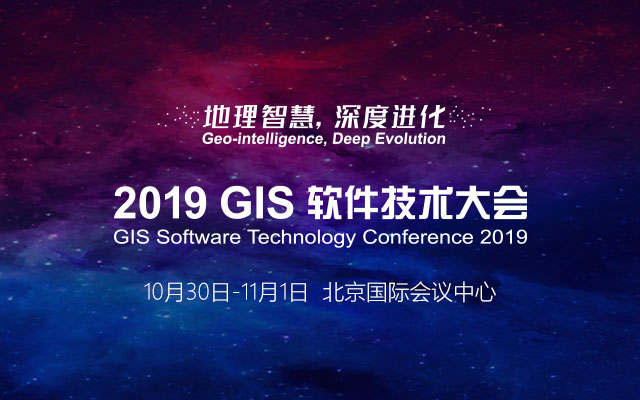 地理智慧，深度进化
Geo-intelligence, Deep Evolution
2019 GIS 软件技术大会
GIS Software Technology Conference 2019
10月30日-11月1日 北京国际会议中心